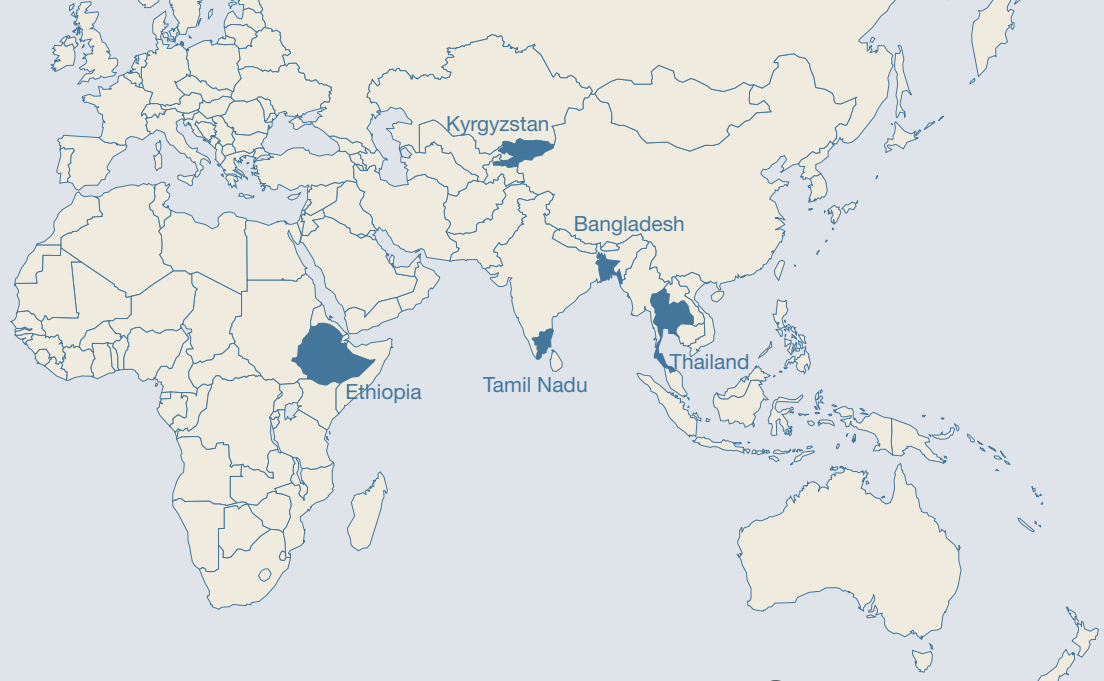 Kyrgyzstan
Bangladesh
Thailand
Tamil Nadu
Ethiopia